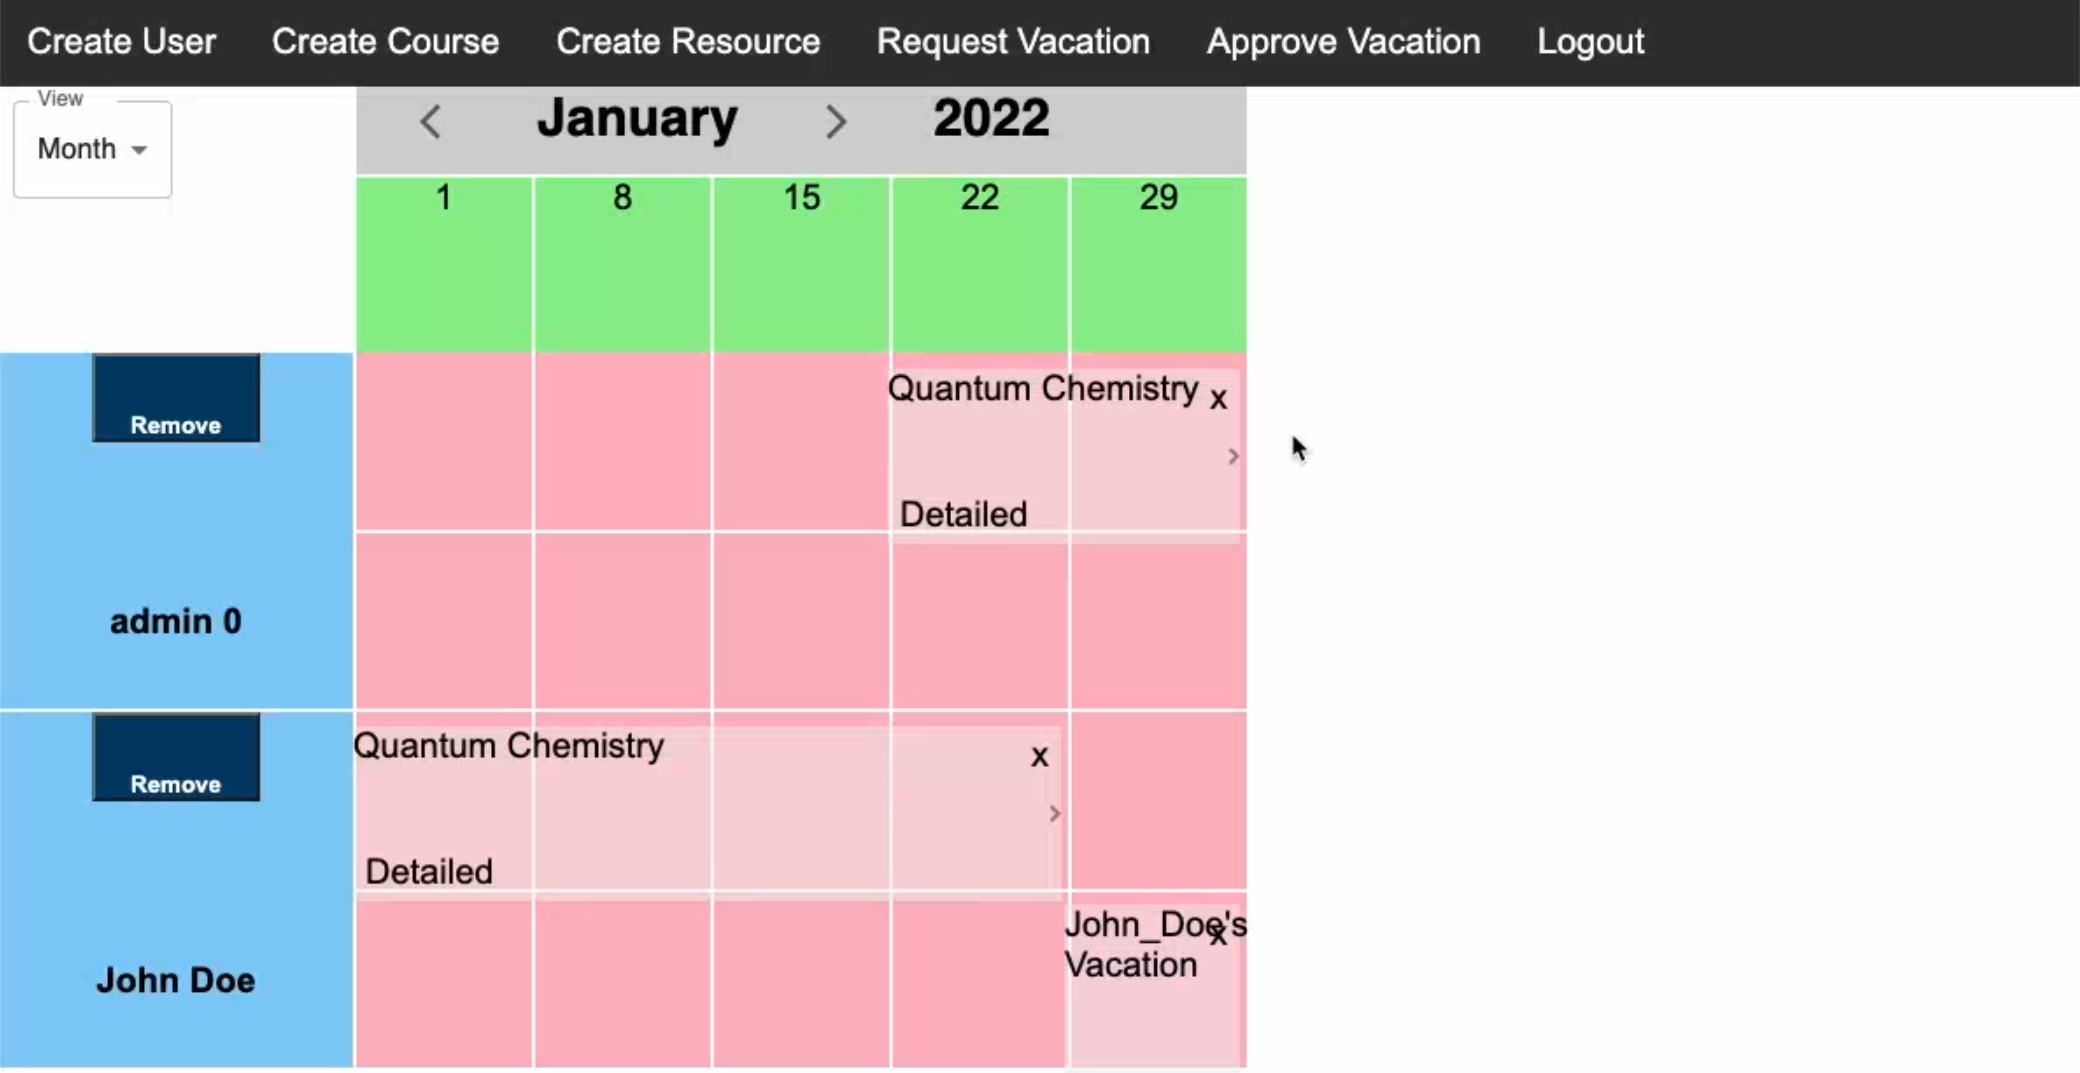 Create User Create Course Create Resource Request Vacation Approve Vacation Logout
View
Month
January 2022
1 8 15 22 29
Remove
Quantum Chemistry x
Detailed
admin 0
Remove
Quantum Chemistry x
Detailed
John Doe
John_Doe's x
Vacation